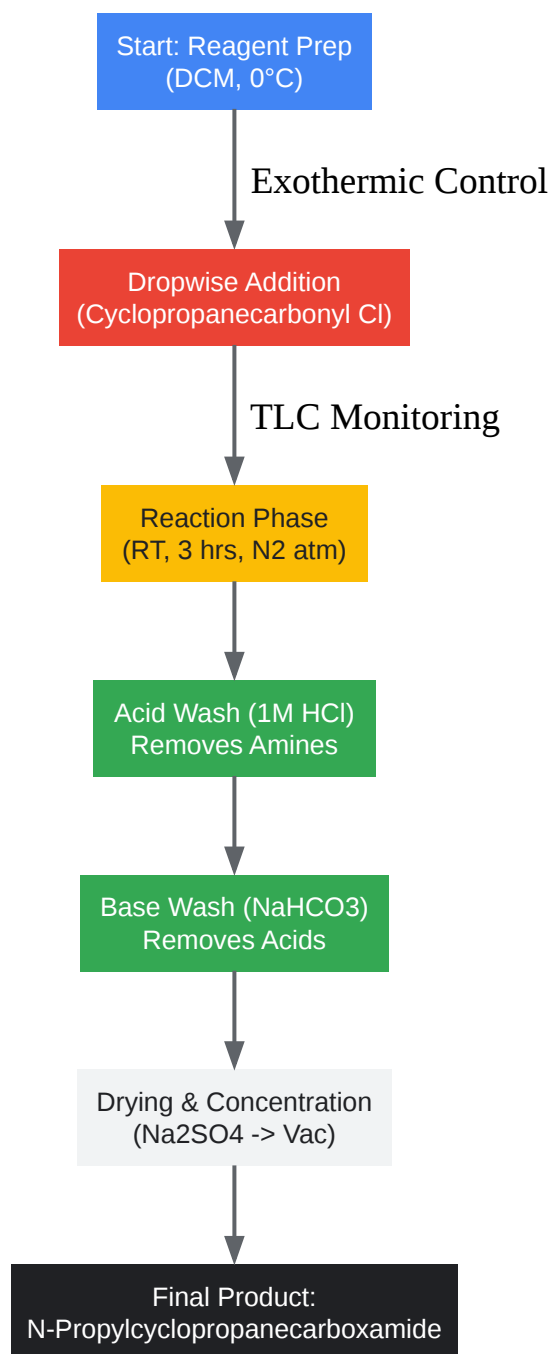 Start: Reagent Prep
(DCM, 0°C)
Exothermic Control
Dropwise Addition
(Cyclopropanecarbonyl Cl)
TLC Monitoring
Reaction Phase
(RT, 3 hrs, N2 atm)
Acid Wash (1M HCl)
Removes Amines
Base Wash (NaHCO3)
Removes Acids
Drying & Concentration
(Na2SO4 -> Vac)
Final Product:
N-Propylcyclopropanecarboxamide